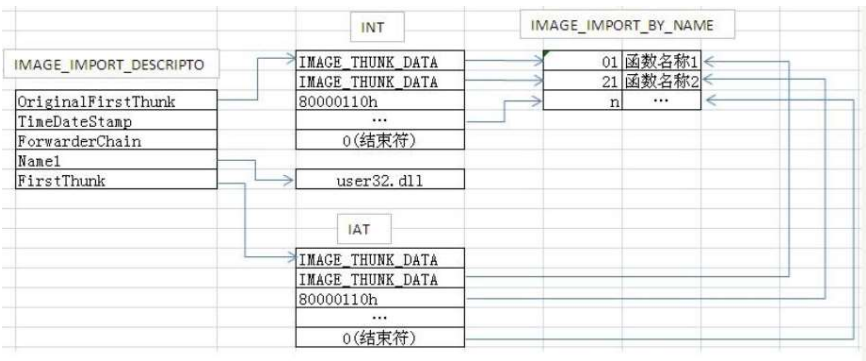 INT
IMAGE_IMPORT_BY_NAME
IMAGE_IMPORT_DESCRIPTO
IMAGE_THUNK_DATA
01 函数名称1
IMAGE_THUNK_DATA
21 函数名称2
OriginalFirstThunk
80000110h
n ...
TimeDateStamp
...
ForwarderChain
0(结束符)
Name1
FirstThunk
user32.dll
IAT
IMAGE_THUNK_DATA
IMAGE_THUNK_DATA
80000110h
...
0(结束符)